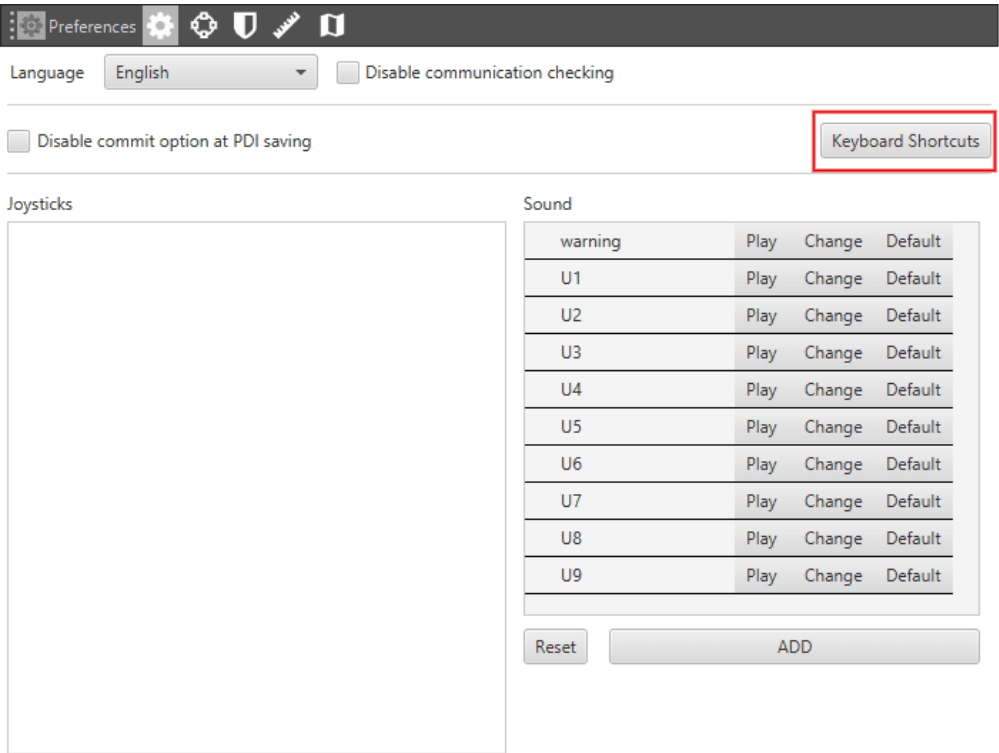 Preferences
Language English Disable communication checking
Disable commit option at PDI saving Keyboard Shortcuts
Joysticks Sound
warning Play Change Default
U1 Play Change Default
U2 Play Change Default
U3 Play Change Default
U4 Play Change Default
U5 Play Change Default
U6 Play Change Default
U7 Play Change Default
U8 Play Change Default
U9 Play Change Default
Reset ADD